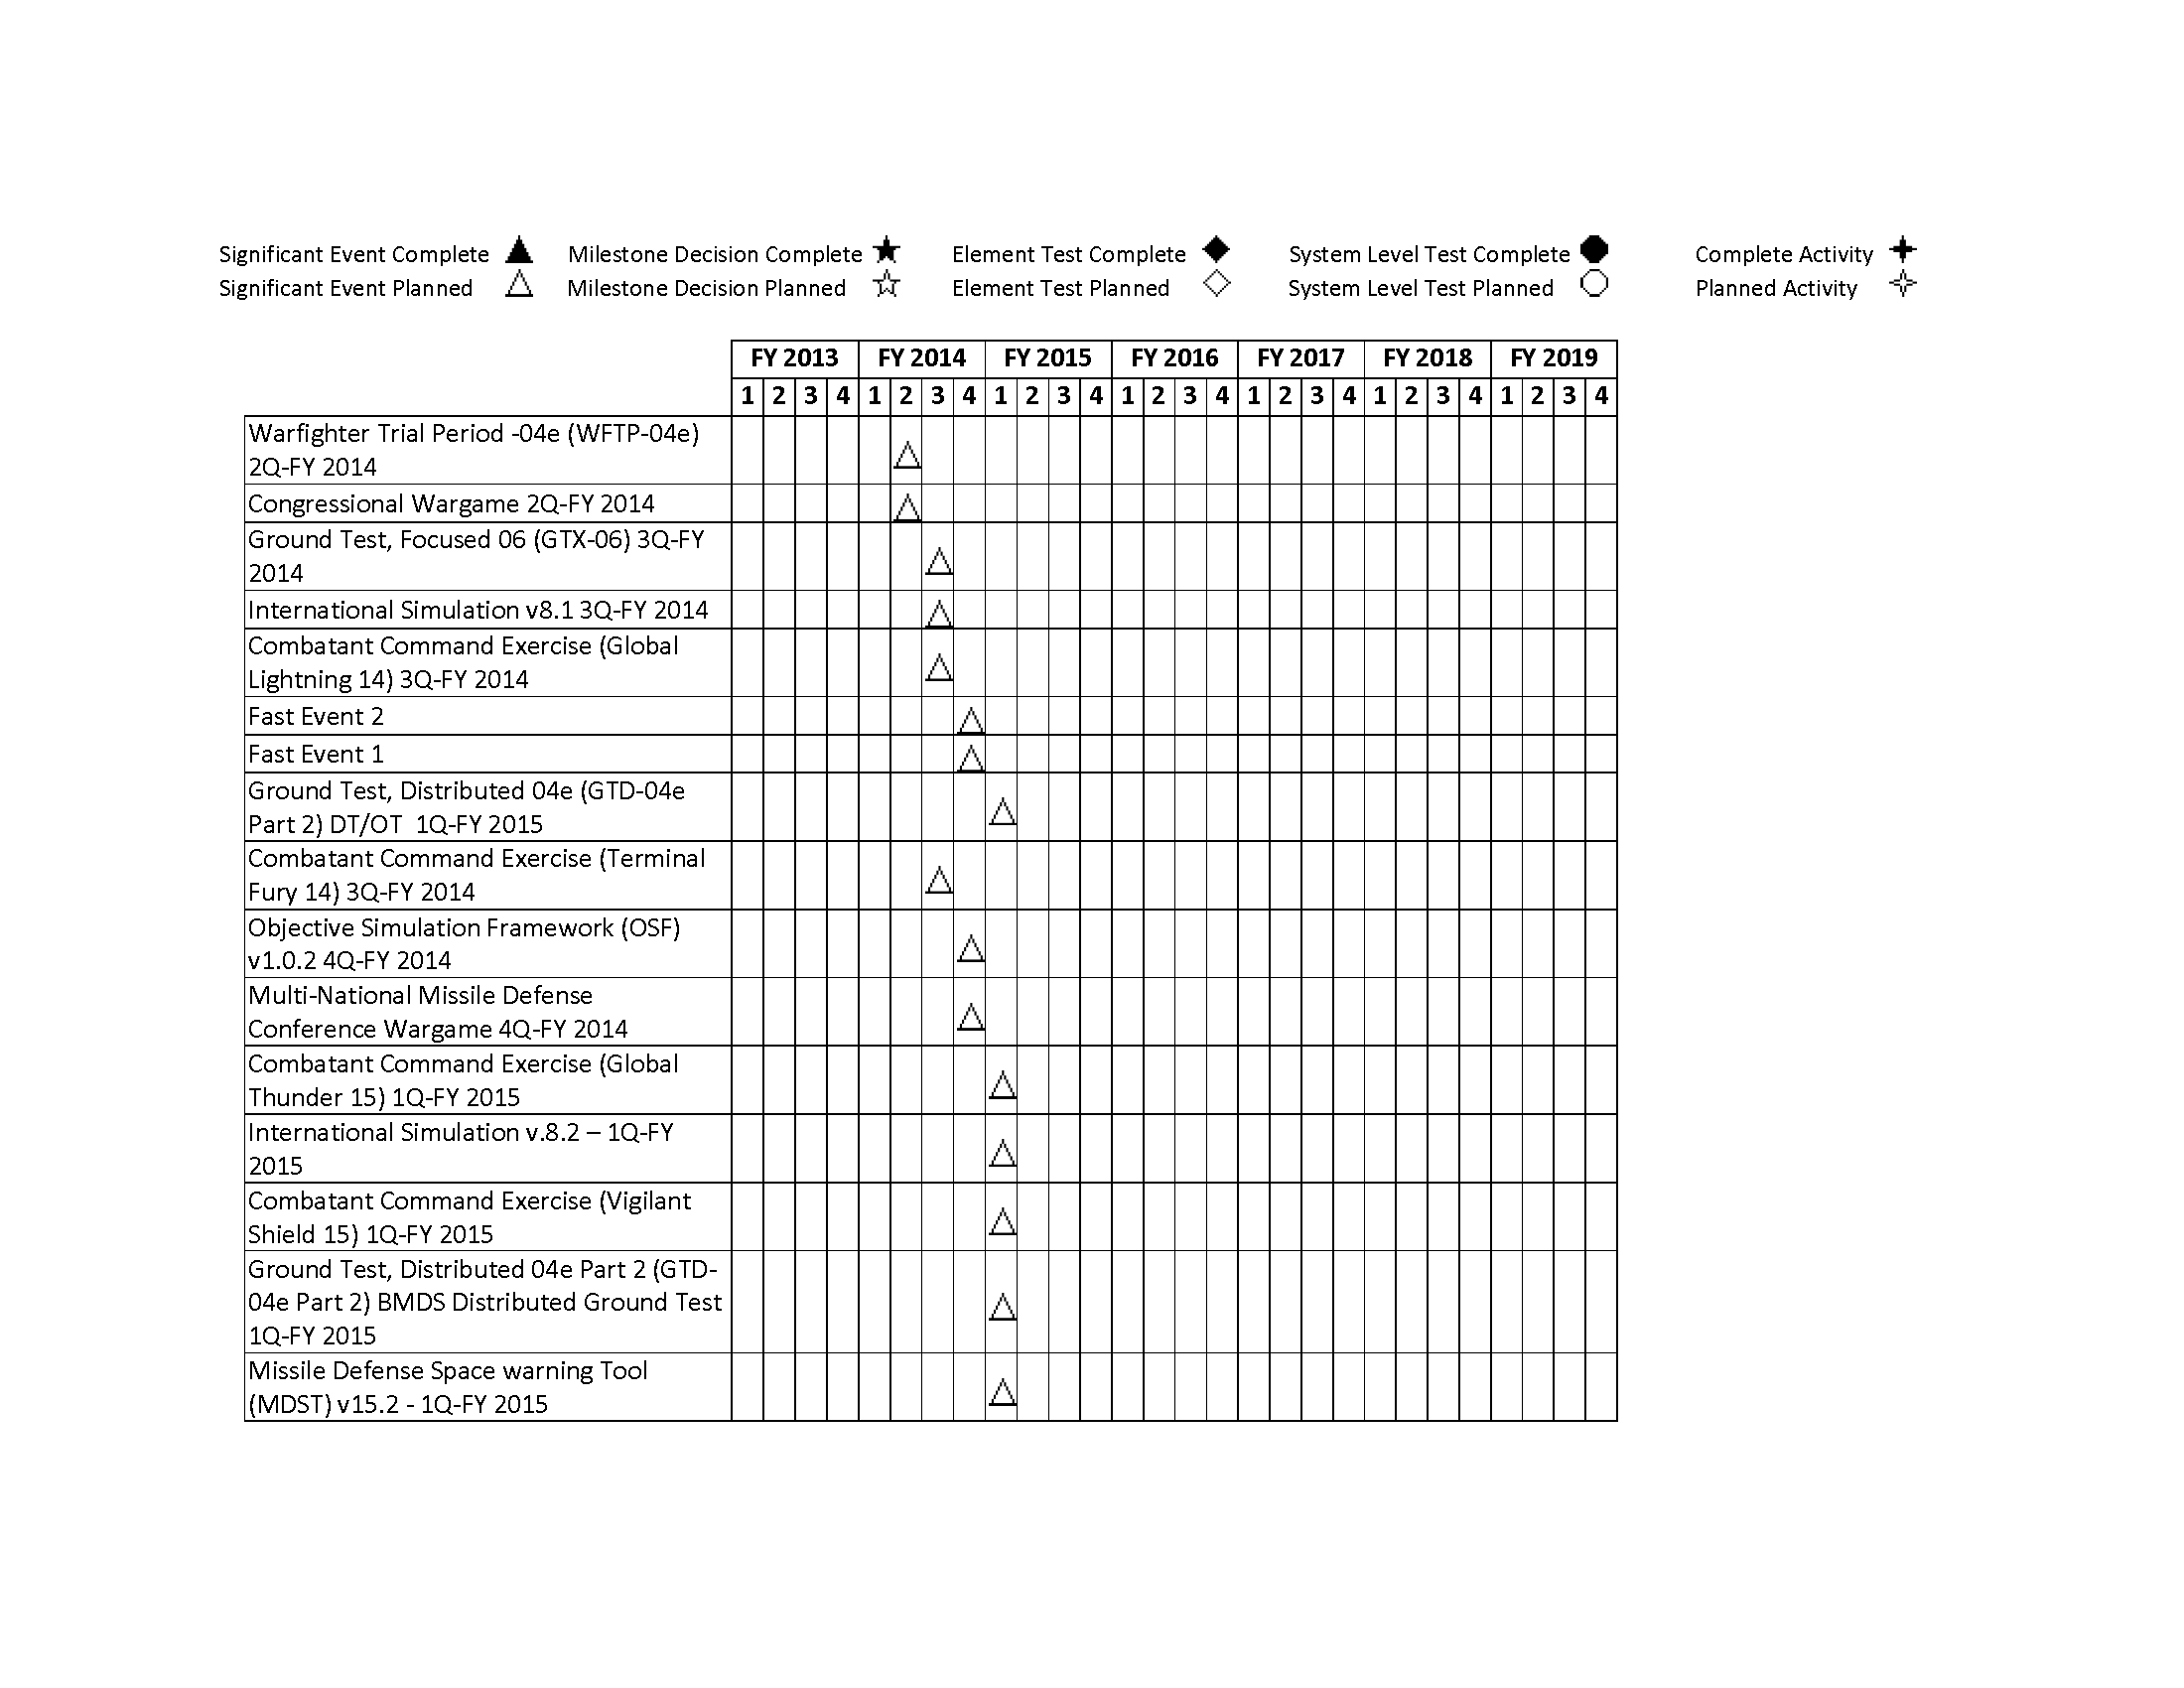 Significant Event Complete Milestone Decision Complete Element Test Complete System Level Test Complete Complete Activity
Significant Event Planned Milestone Decision Planned Element Test Planned System Level Test Planned Planned Activity
FY 2013 FY 2014 FY 2015 FY 2016 FY 2017 FY 2018 FY 2019
1 2 3 4 1 2 3 4 1 2 3 4 1 2 3 4 1 2 3 4 1 2 3 4 1 2 3 4
Warfighter Trial Period -04e (WFTP-04e)
2Q-FY 2014
Congressional Wargame 2Q-FY 2014
Ground Test, Focused 06 (GTX-06) 3Q-FY
2014
International Simulation v8.1 3Q-FY 2014
Combatant Command Exercise (Global
Lightning 14) 3Q-FY 2014
Fast Event 2
Fast Event 1
Ground Test, Distributed 04e (GTD-04e
Part 2) DT/OT 1Q-FY 2015
Combatant Command Exercise (Terminal
Fury 14) 3Q-FY 2014
Objective Simulation Framework (OSF)
v1.0.2 4Q-FY 2014
Multi-National Missile Defense
Conference Wargame 4Q-FY 2014
Combatant Command Exercise (Global
Thunder 15) 1Q-FY 2015
International Simulation v.8.2 – 1Q-FY
2015
Combatant Command Exercise (Vigilant
Shield 15) 1Q-FY 2015
Ground Test, Distributed 04e Part 2 (GTD-
04e Part 2) BMDS Distributed Ground Test
1Q-FY 2015
Missile Defense Space warning Tool
(MDST) v15.2 - 1Q-FY 2015